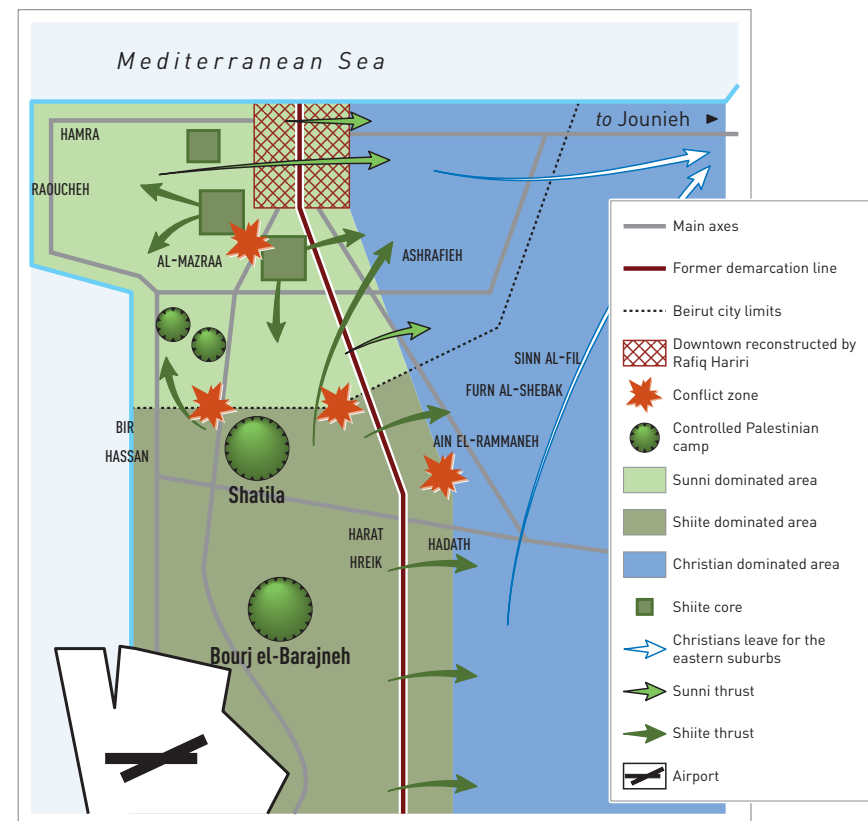 Mediterranean Sea
to Jounieh
HAMRA
RAOUCHEH
AL-MAZRAA
ASHRAFIEH
SINN AL-FIL
FURN AL-SHEBAK
BIR
HASSAN
AIN EL-RAMMANEH
Shatila
HARAT
HREIK
HADATH
Bourj el-Barajneh
Main axes
Former demarcation line
Beirut city limits
Downtown reconstructed by
Rafiq Hariri
Conflict zone
Controlled Palestinian
camp
Sunni dominated area
Shiite dominated area
Christian dominated area
Shiite core
Christians leave for the
eastern suburbs
Sunni thrust
Shiite thrust
Airport